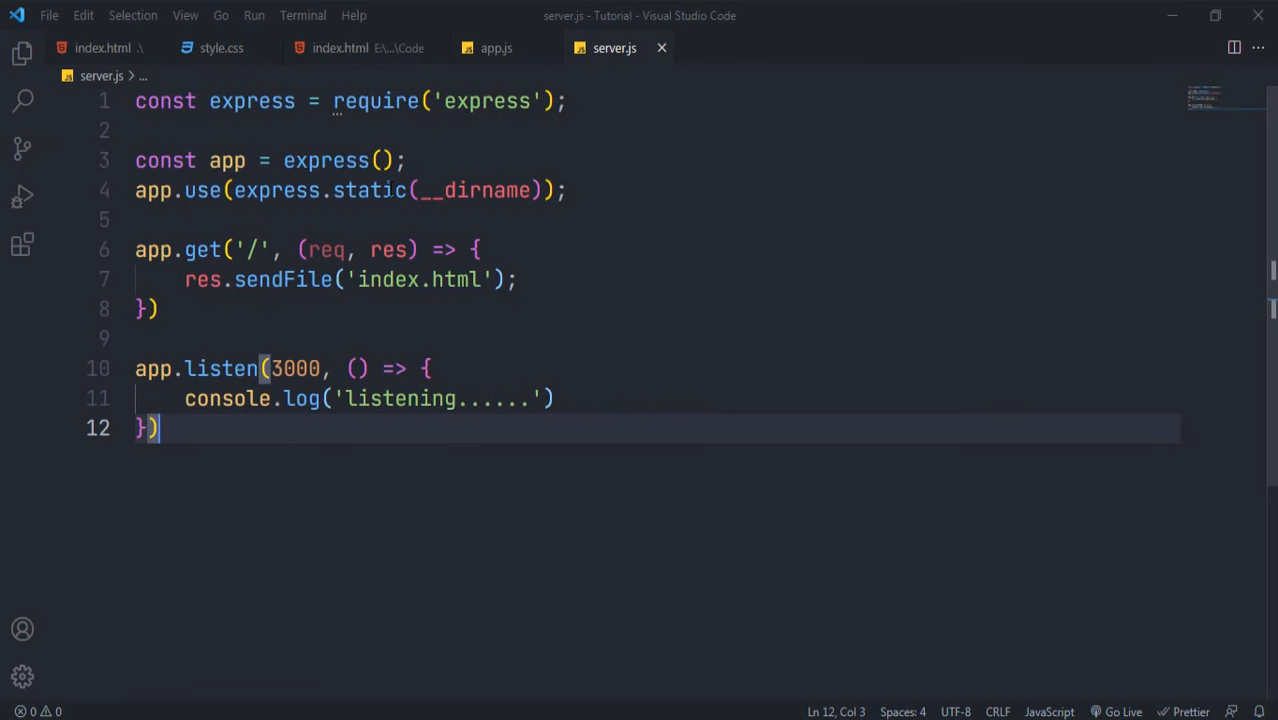 File Edit Selection View Go Run Terminal Help server.js - Tutorial - Visual Studio Code
index.html .\ style.css index.html E:\...\Code JS app.js JS server.js
JS server.js > ...
1 const express = require('express');
2
3 const app = express();
4 app.use(express.static(__dirname));
5
6 app.get('/', (req, res) => {
7 res.sendFile('index.html');
8 })
9
10 app.listen(3000, () => {
11 console.log('listening......')
12 })
0 0 Ln 12, Col 3 Spaces: 4 UTF-8 CRLF JavaScript Go Live Prettier